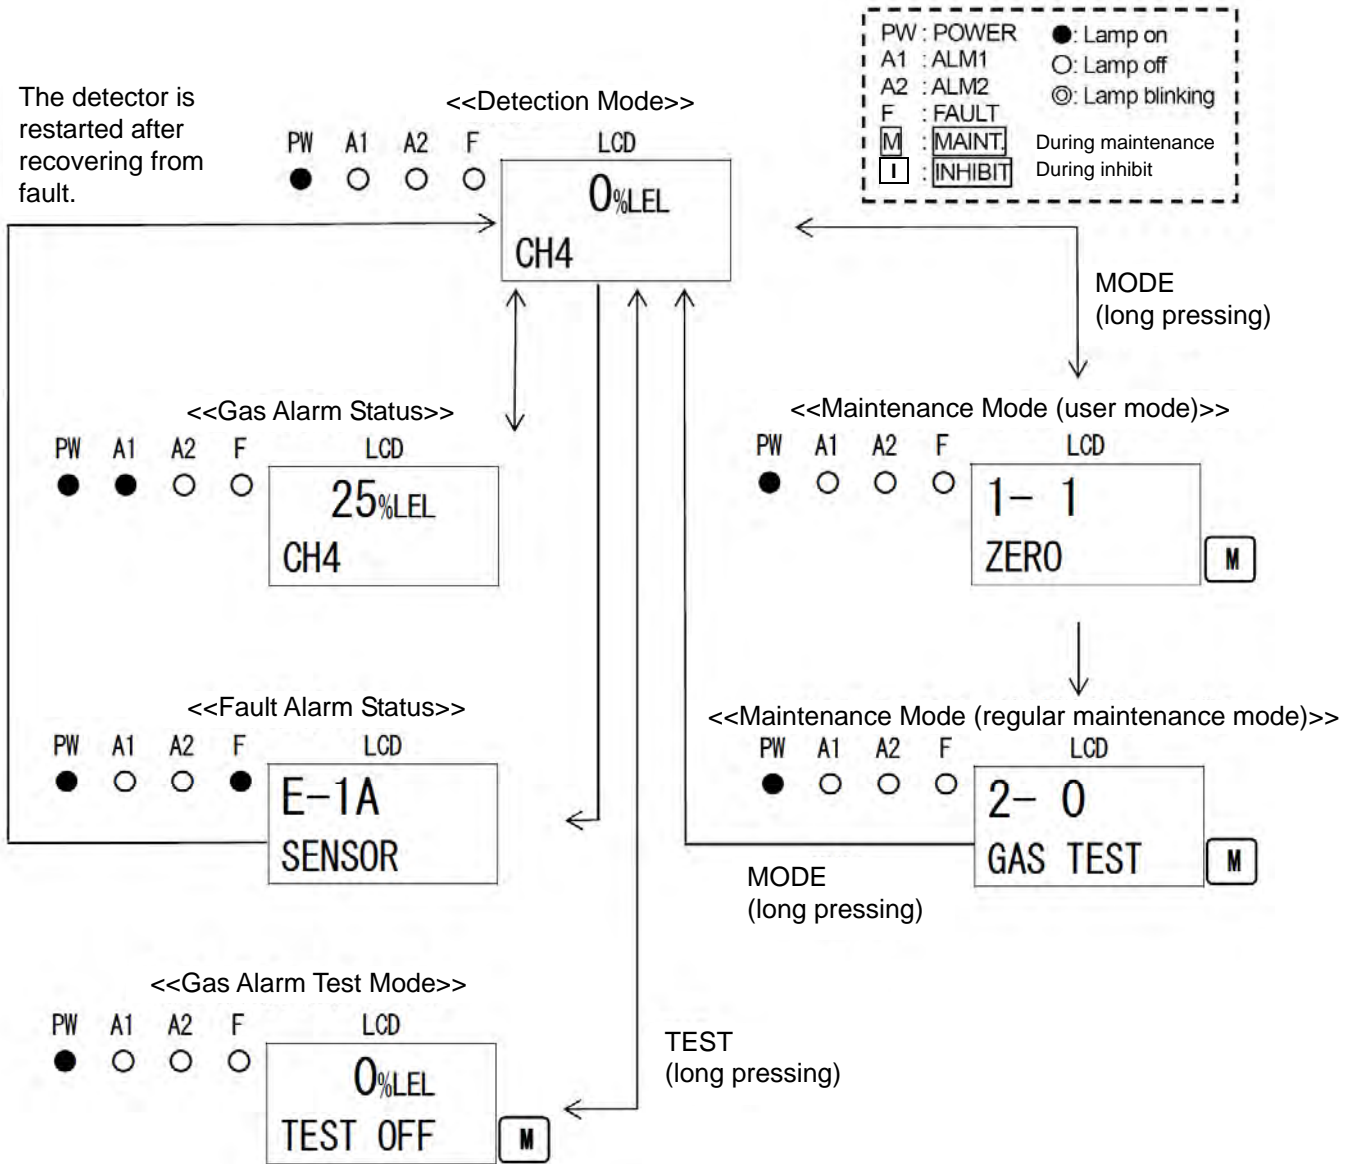 PW : POWER ●: Lamp on
A1 : ALM1 ○: Lamp off
A2 : ALM2 ◎: Lamp blinking
F : FAULT
M : MAINT. During maintenance
I : INHIBIT During inhibit
The detector is
restarted after
recovering from
fault.
<<Detection Mode>>
PW A1 A2 F LCD
0%LEL
CH4
MODE
(long pressing)
<<Gas Alarm Status>>
PW A1 A2 F LCD
25%LEL
CH4
<<Maintenance Mode (user mode)>>
PW A1 A2 F LCD
1- 1
ZERO
M
<<Fault Alarm Status>>
PW A1 A2 F LCD
E-1A
SENSOR
<<Maintenance Mode (regular maintenance mode)>>
PW A1 A2 F LCD
2- 0
GAS TEST
M
MODE
(long pressing)
<<Gas Alarm Test Mode>>
PW A1 A2 F LCD
0%LEL
TEST OFF
M
TEST
(long pressing)